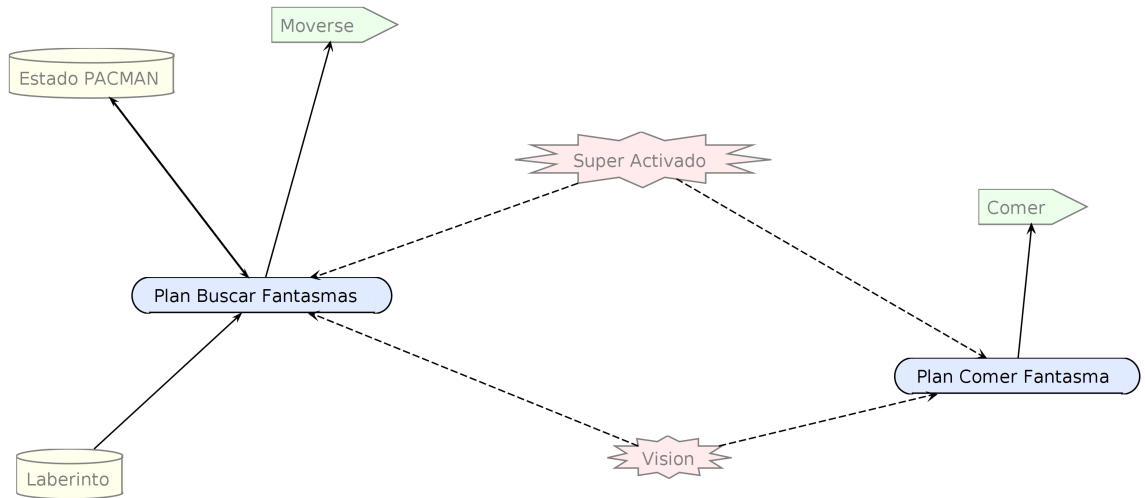 Moverse
Estado PACMAN
Super Activado
Comer
Plan Buscar Fantasmas
Plan Comer Fantasma
Vision
Laberinto